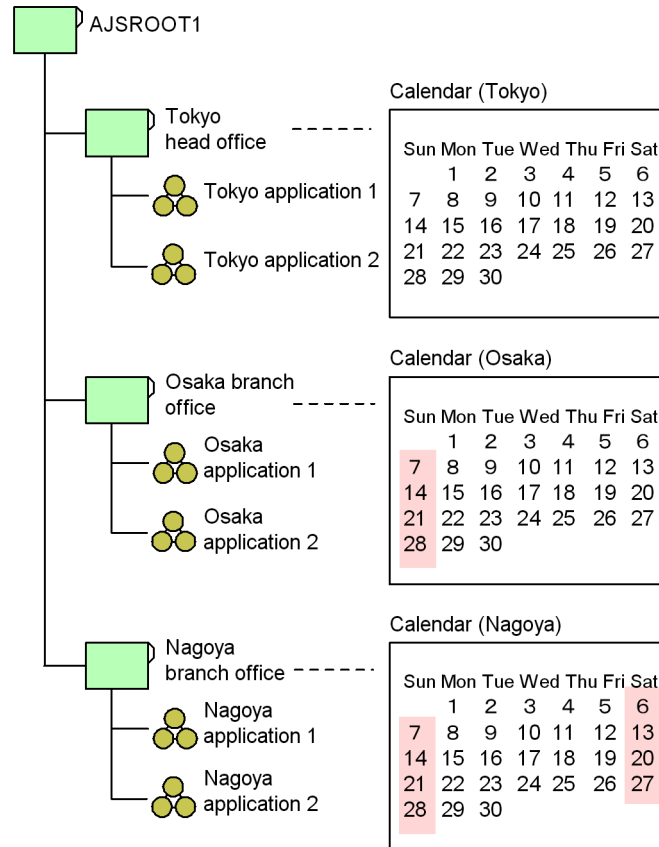 AJSROOT1
Tokyo
head office
Tokyo application 1
Tokyo application 2
Calendar (Tokyo)
Sun Mon Tue Wed Thu Fri Sat
1 2 3 4 5 6
7 8 9 10 11 12 13
14 15 16 17 18 19 20
21 22 23 24 25 26 27
28 29 30
Osaka branch
office
Osaka
application 1
Osaka
application 2
Calendar (Osaka)
Sun Mon Tue Wed Thu Fri Sat
1 2 3 4 5 6
7 8 9 10 11 12 13
14 15 16 17 18 19 20
21 22 23 24 25 26 27
28 29 30
Nagoya
branch office
Nagoya
application 1
Nagoya
application 2
Calendar (Nagoya)
Sun Mon Tue Wed Thu Fri Sat
1 2 3 4 5 6
7 8 9 10 11 12 13
14 15 16 17 18 19 20
21 22 23 24 25 26 27
28 29 30